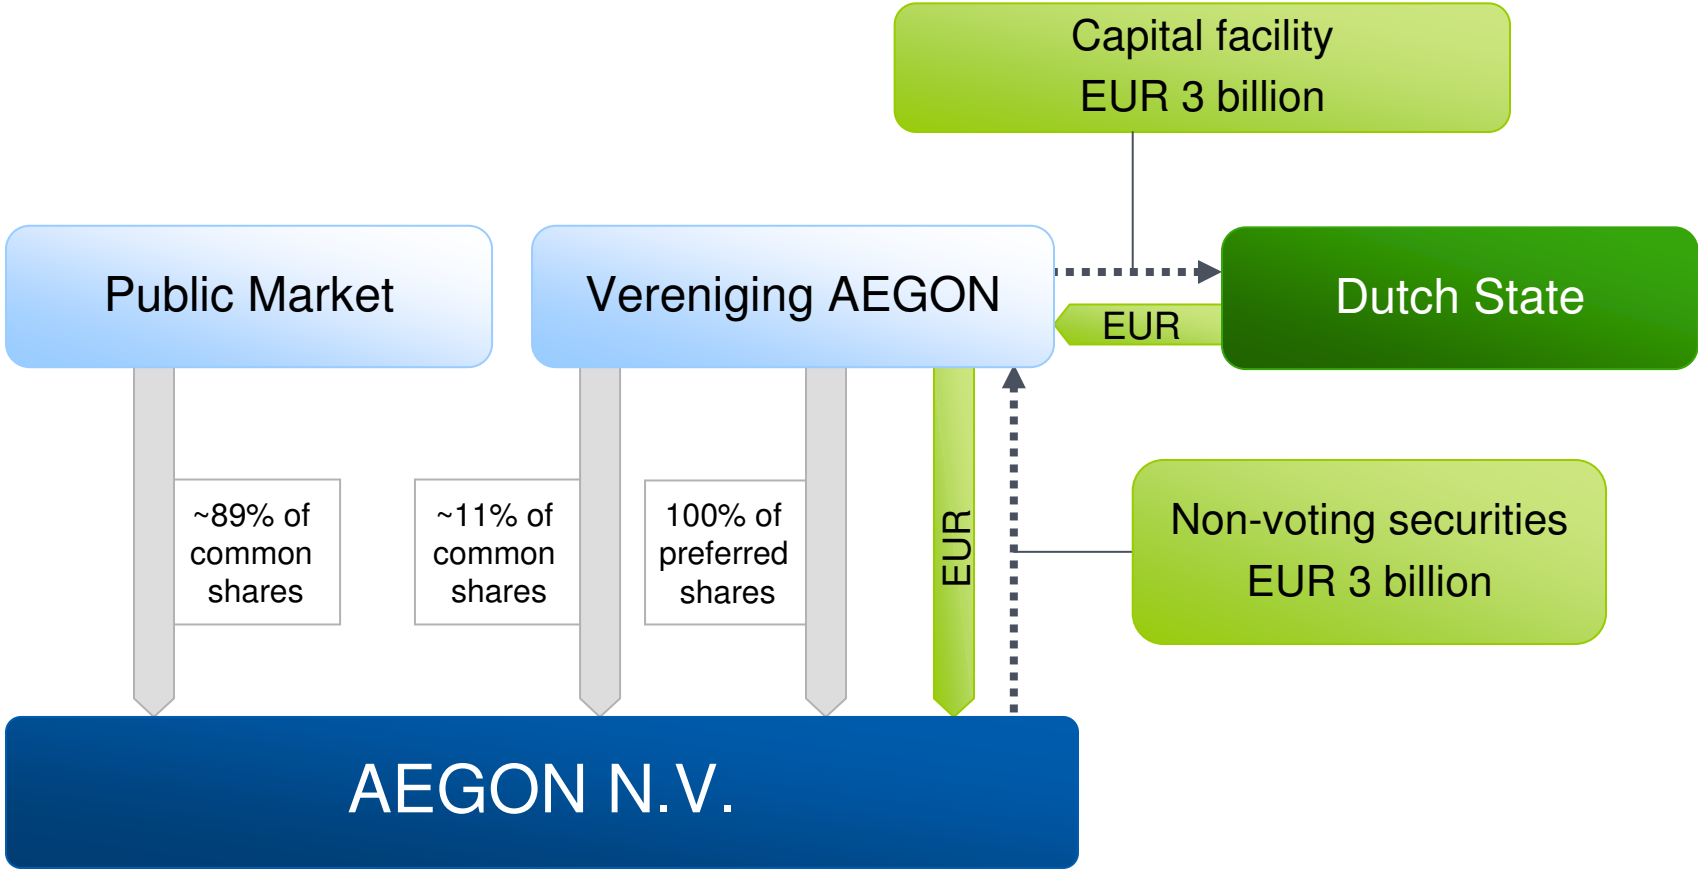 Capital facility
EUR 3 billion
Public Market
Vereniging AEGON
Dutch State
EUR
~89% of
common
shares
~11% of
common
shares
100% of
preferred
shares
EUR
Non-voting securities
EUR 3 billion
AEGON N.V.